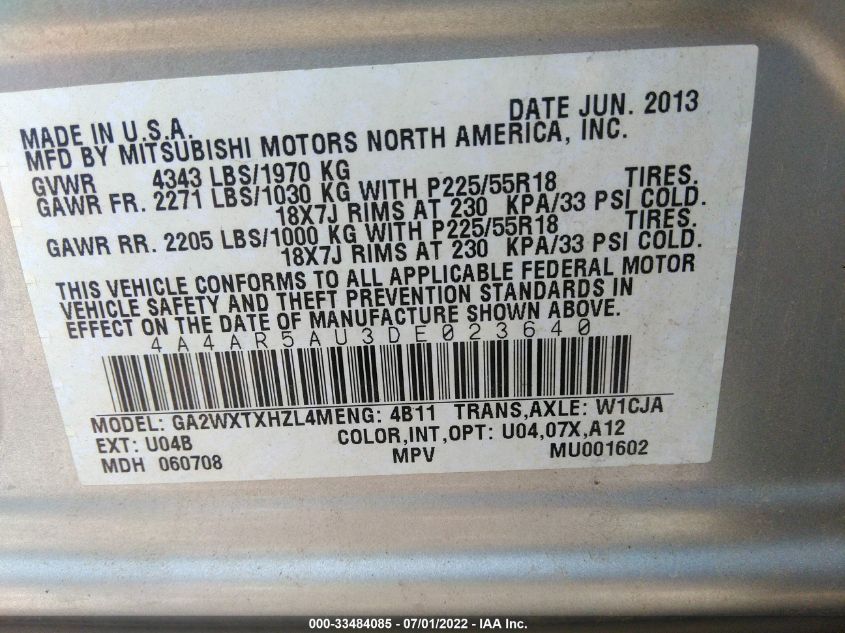 MADE IN U.S.A. DATE JUN. 2013
MFD BY MITSUBISHI MOTORS NORTH AMERICA, INC.
GVWR 4343 LBS/1970 KG
GAWR FR. 2271 LBS/1030 KG WITH P225/55R18 TIRES.
18X7J RIMS AT 230 KPA/33 PSI COLD.
GAWR RR. 2205 LBS/1000 KG WITH P225/55R18 TIRES.
18X7J RIMS AT 230 KPA/33 PSI COLD.
THIS VEHICLE CONFORMS TO ALL APPLICABLE FEDERAL MOTOR
VEHICLE SAFETY AND THEFT PREVENTION STANDARDS IN
EFFECT ON THE DATE OF MANUFACTURE SHOWN ABOVE.
4A4AR5AU3DE023640
MODEL: GA2WXTXHZL4MENG: 4B11 TRANS,AXLE: W1CJA
EXT: U04B COLOR,INT,OPT: U04,07X,A12
MDH 060708 MPV MU001602
000-33484085 - 07/01/2022 - IAA Inc.